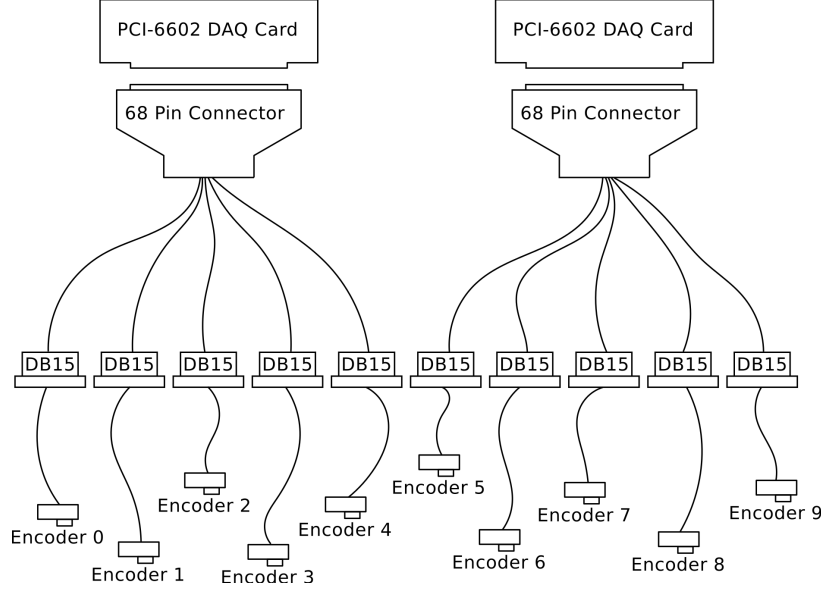 PCI-6602 DAQ Card
PCI-6602 DAQ Card
68 Pin Connector
68 Pin Connector
DB15
DB15
DB15
DB15
DB15
DB15
DB15
DB15
DB15
DB15
Encoder 0
Encoder 1
Encoder 2
Encoder 3
Encoder 4
Encoder 5
Encoder 6
Encoder 7
Encoder 8
Encoder 9